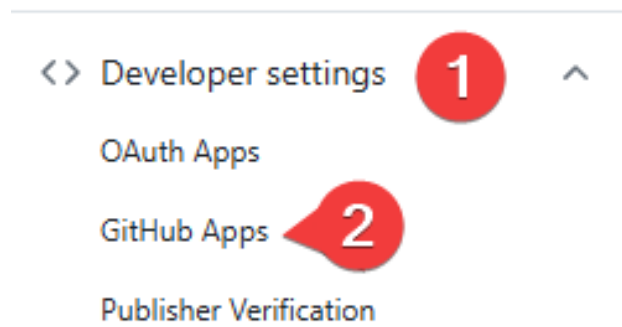 Developer settings 1
OAuth Apps
GitHub Apps 2
Publisher Verification